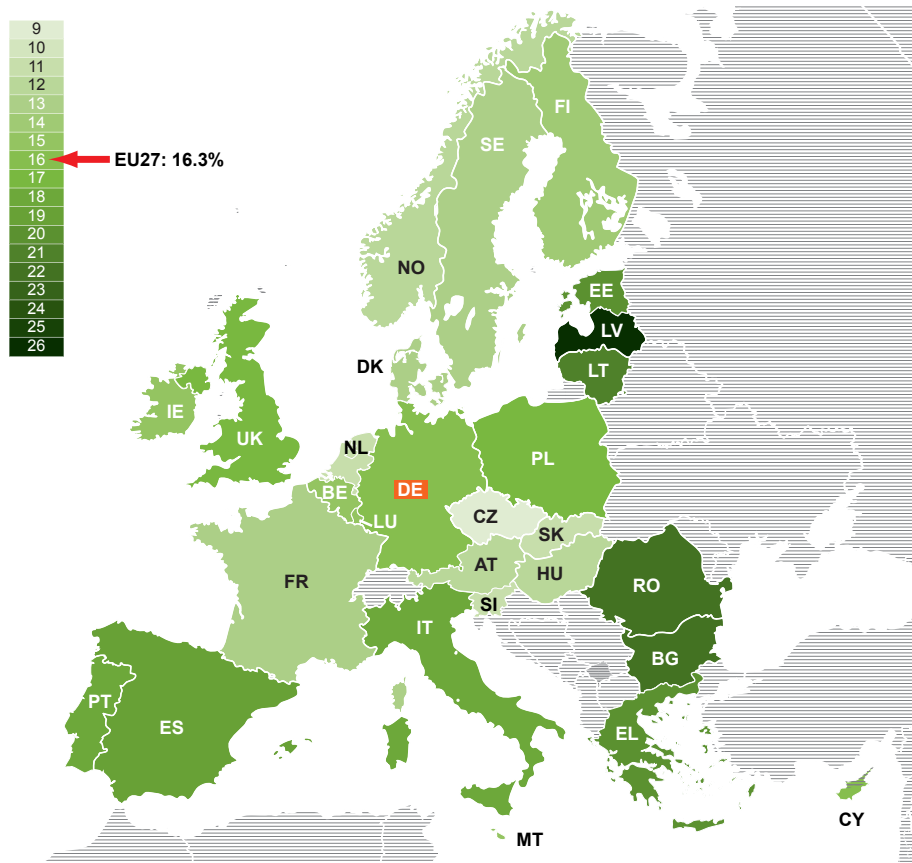 9
10
11
12
13
14
15
16
17
18
19
20
21
22
23
24
25
26
EU27: 16.3%
FI
SE
NO
EE
LV
LT
DK
IE
UK
NL
BE
DE
PL
LU
CZ
SK
AT
HU
FR
SI
RO
IT
BG
PT
ES
EL
MT
CY